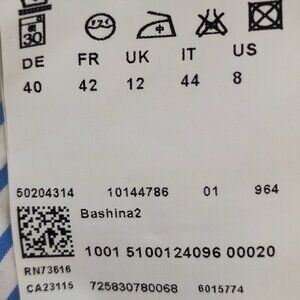 30
DE FR UK IT US
40 42 12 44 8
50204314 10144786 01 964
Bashina2
1001 5100124096 00020
RN73616
CA23115 725830780068 6015774